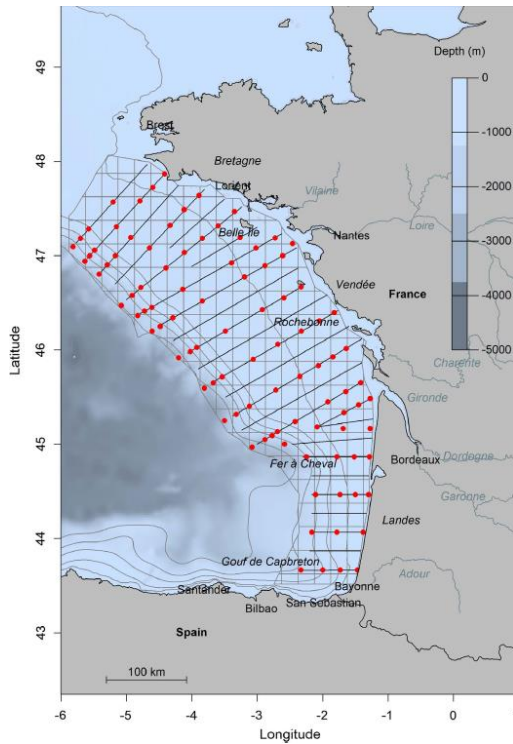 Depth (m)
49
0
-1000
Brest
48
Bretagne
-2000
Lorient
Vilaine
Loire
Belle Ile
-3000
47
Nantes
Vendée
France
-4000
Rochebonne
Latitude
46
-5000
Charente
Gironde
45
Bordeaux
Dordogne
Fer à Cheval
Garonne
Landes
44
Gouf de Capbreton
Adour
Bayonne
Santander
San Sebastian
Bilbao
43
Spain
100 km
-6
-5
-4
-3
-2
-1
0
Longitude